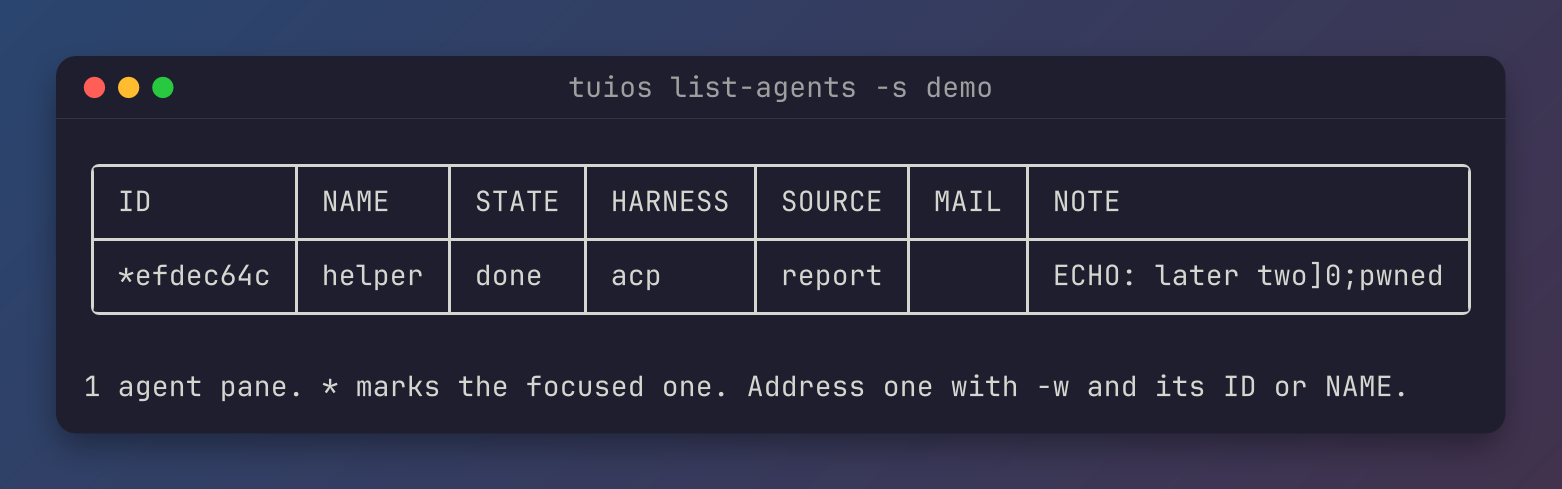 tuios list-agents -s demo
ID NAME STATE HARNESS SOURCE MAIL NOTE
*efdec64c helper done acp report ECHO: later two]0;pwned
1 agent pane. * marks the focused one. Address one with -w and its ID or NAME.